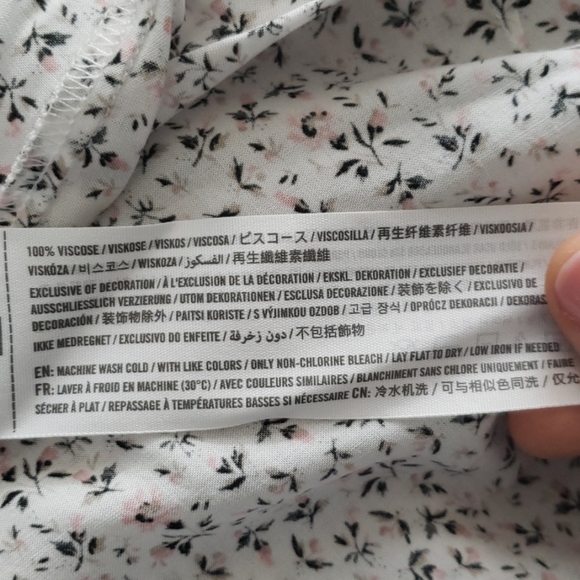 100% VISCOSE / VISKOSE / VISKOS / VISCOSA / ビスコース / VISCOSILLA / 再生纤维素纤维 / VISKOOSIA /
VISKÓZA / 비스코스 / WISKOZA / الفسكوز / 再生纖維素纖維
EXCLUSIVE OF DECORATION / À L'EXCLUSION DE LA DÉCORATION / EKSKL. DEKORATION / EXCLUSIEF DECORATIE /
AUSSCHLIESSLICH VERZIERUNG / UTOM DEKORATIONEN / ESCLUSA DECORAZIONE / 装飾を除く / EXCLUSIVO DE
DECORACIÓN / 装饰物除外 / PAITSI KORISTE / S VÝJIMKOU OZDOB / 고급 장식 / OPRÓCZ DEKORACJI / DEKORAS
IKKE MEDREGNET / EXCLUSIVO DO ENFEITE / دون زخرفة / 不包括飾物
EN: MACHINE WASH COLD / WITH LIKE COLORS / ONLY NON-CHLORINE BLEACH / LAY FLAT TO DRY / LOW IRON IF NEEDED
FR: LAVER À FROID EN MACHINE (30°C) / AVEC COULEURS SIMILAIRES / BLANCHIMENT SANS CHLORE UNIQUEMENT / FAIRE
SÉCHER À PLAT / REPASSAGE À TEMPÉRATURES BASSES SI NÉCESSAIRE CN: 冷水机洗 / 可与相似色同洗 / 仅允